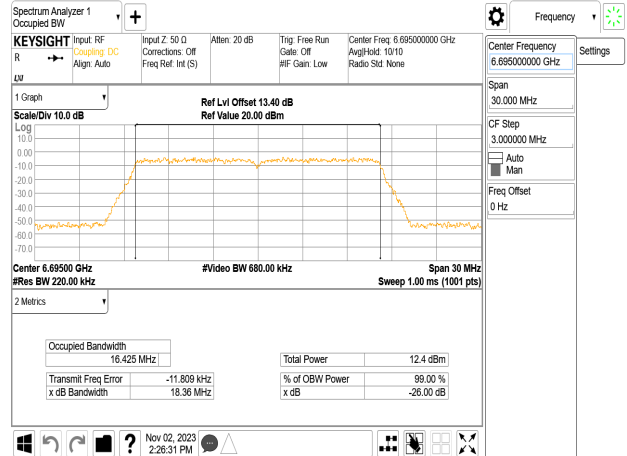 Spectrum Analyzer 1
Occupied BW
Frequency
KEYSIGHT
R
Input: RF
Coupling: DC
Align: Auto
Input Z: 50 Ω
Corrections: Off
Freq Ref: Int (S)
Atten: 20 dB
Trig: Free Run
Gate: Off
#IF Gain: Low
Center Freq: 6.695000000 GHz
Avg|Hold: 10/10
Radio Std: None
Center Frequency
6.695000000 GHz
Settings
Span
30.000 MHz
CF Step
3.000000 MHz
Auto
Man
Freq Offset
0 Hz
1 Graph
Scale/Div 10.0 dB
Ref Lvl Offset 13.40 dB
Ref Value 20.00 dBm
Log
10.0
0.00
-10.0
-20.0
-30.0
-40.0
-50.0
-60.0
-70.0
Center 6.69500 GHz
#Video BW 680.00 kHz
Span 30 MHz
#Res BW 220.00 kHz
Sweep 1.00 ms (1001 pts)
2 Metrics
Occupied Bandwidth
16.425 MHz
Total Power 12.4 dBm
Transmit Freq Error -11.809 kHz
% of OBW Power 99.00 %
x dB Bandwidth 18.36 MHz
x dB -26.00 dB
?
Nov 02, 2023
2:26:31 PM